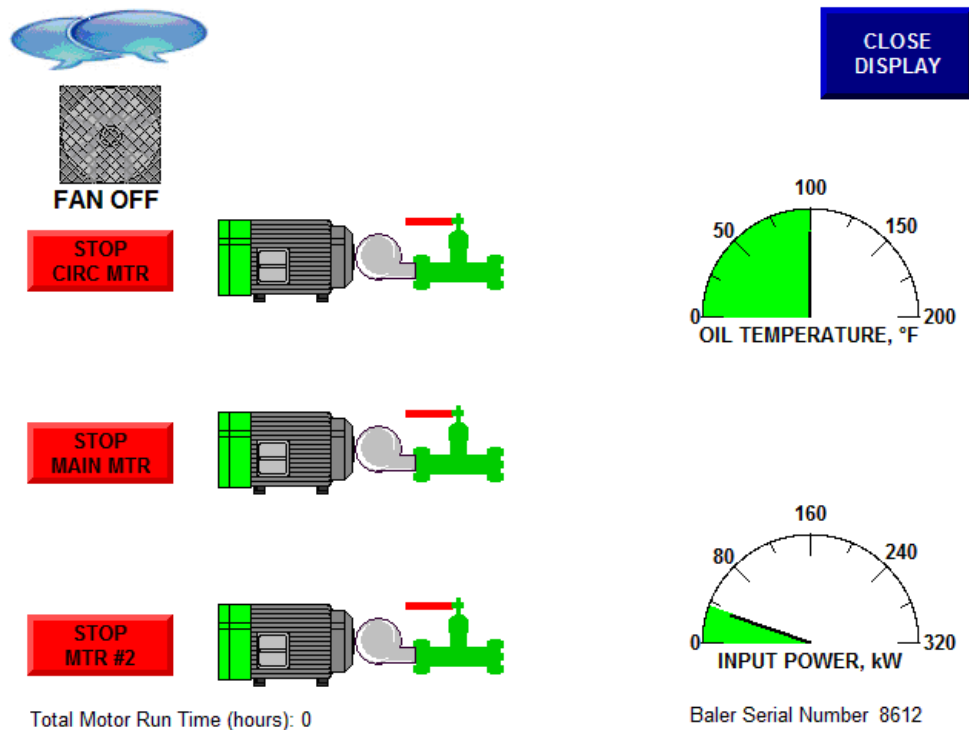 CLOSE
DISPLAY
FAN OFF
STOP
CIRC MTR
100
50
150
0
200
OIL TEMPERATURE, °F
STOP
MAIN MTR
160
80
240
0
320
INPUT POWER, kW
STOP
MTR #2
Total Motor Run Time (hours): 0
Baler Serial Number 8612